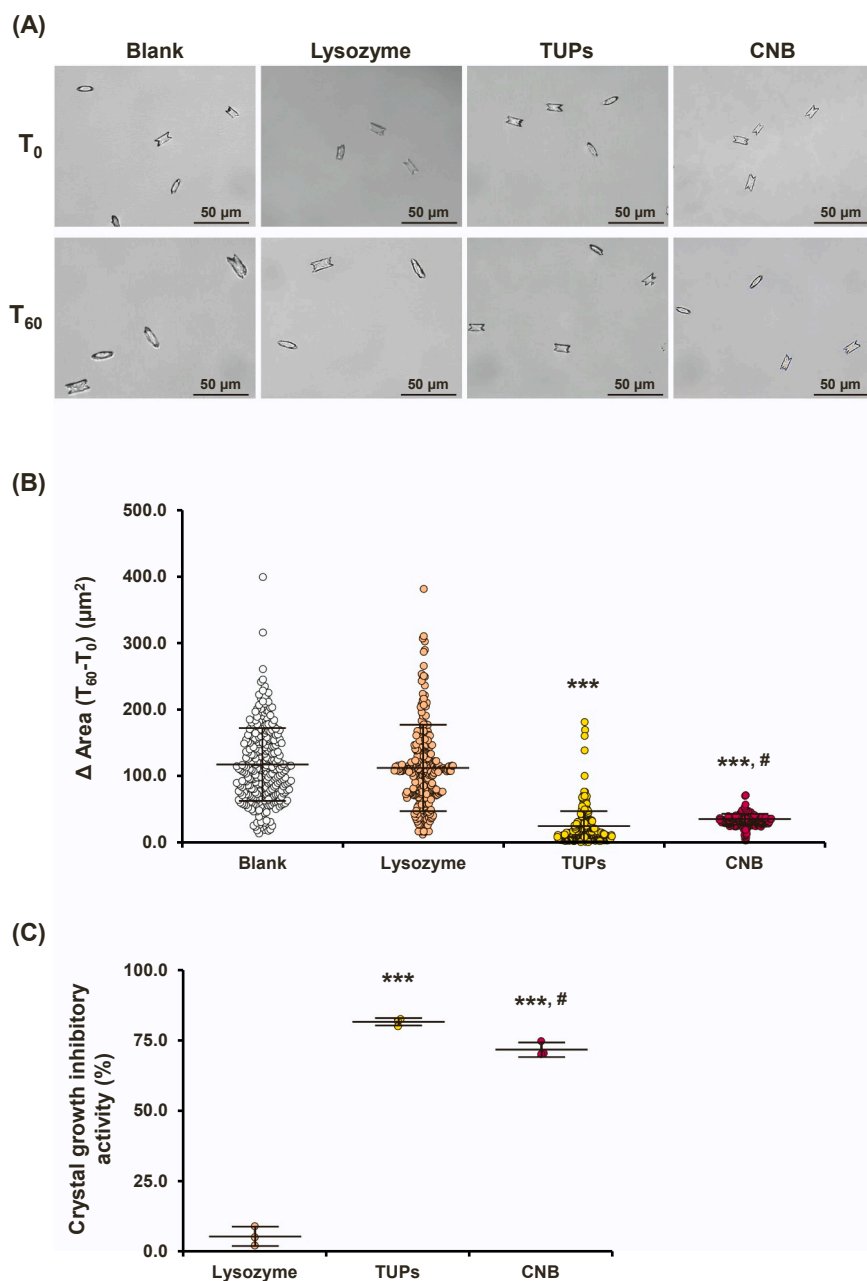 (A)
Blank Lysozyme TUPs CNB
T0
50 µm 50 µm 50 µm 50 µm
T60
50 µm 50 µm 50 µm 50 µm
(B)
Δ Area (T60-T0) (µm²)
500.0
400.0
300.0
200.0
100.0
0.0
***
***, #
Blank Lysozyme TUPs CNB
(C)
Crystal growth inhibitory
activity (%)
100.0
75.0
50.0
25.0
0.0
***
***, #
Lysozyme TUPs CNB